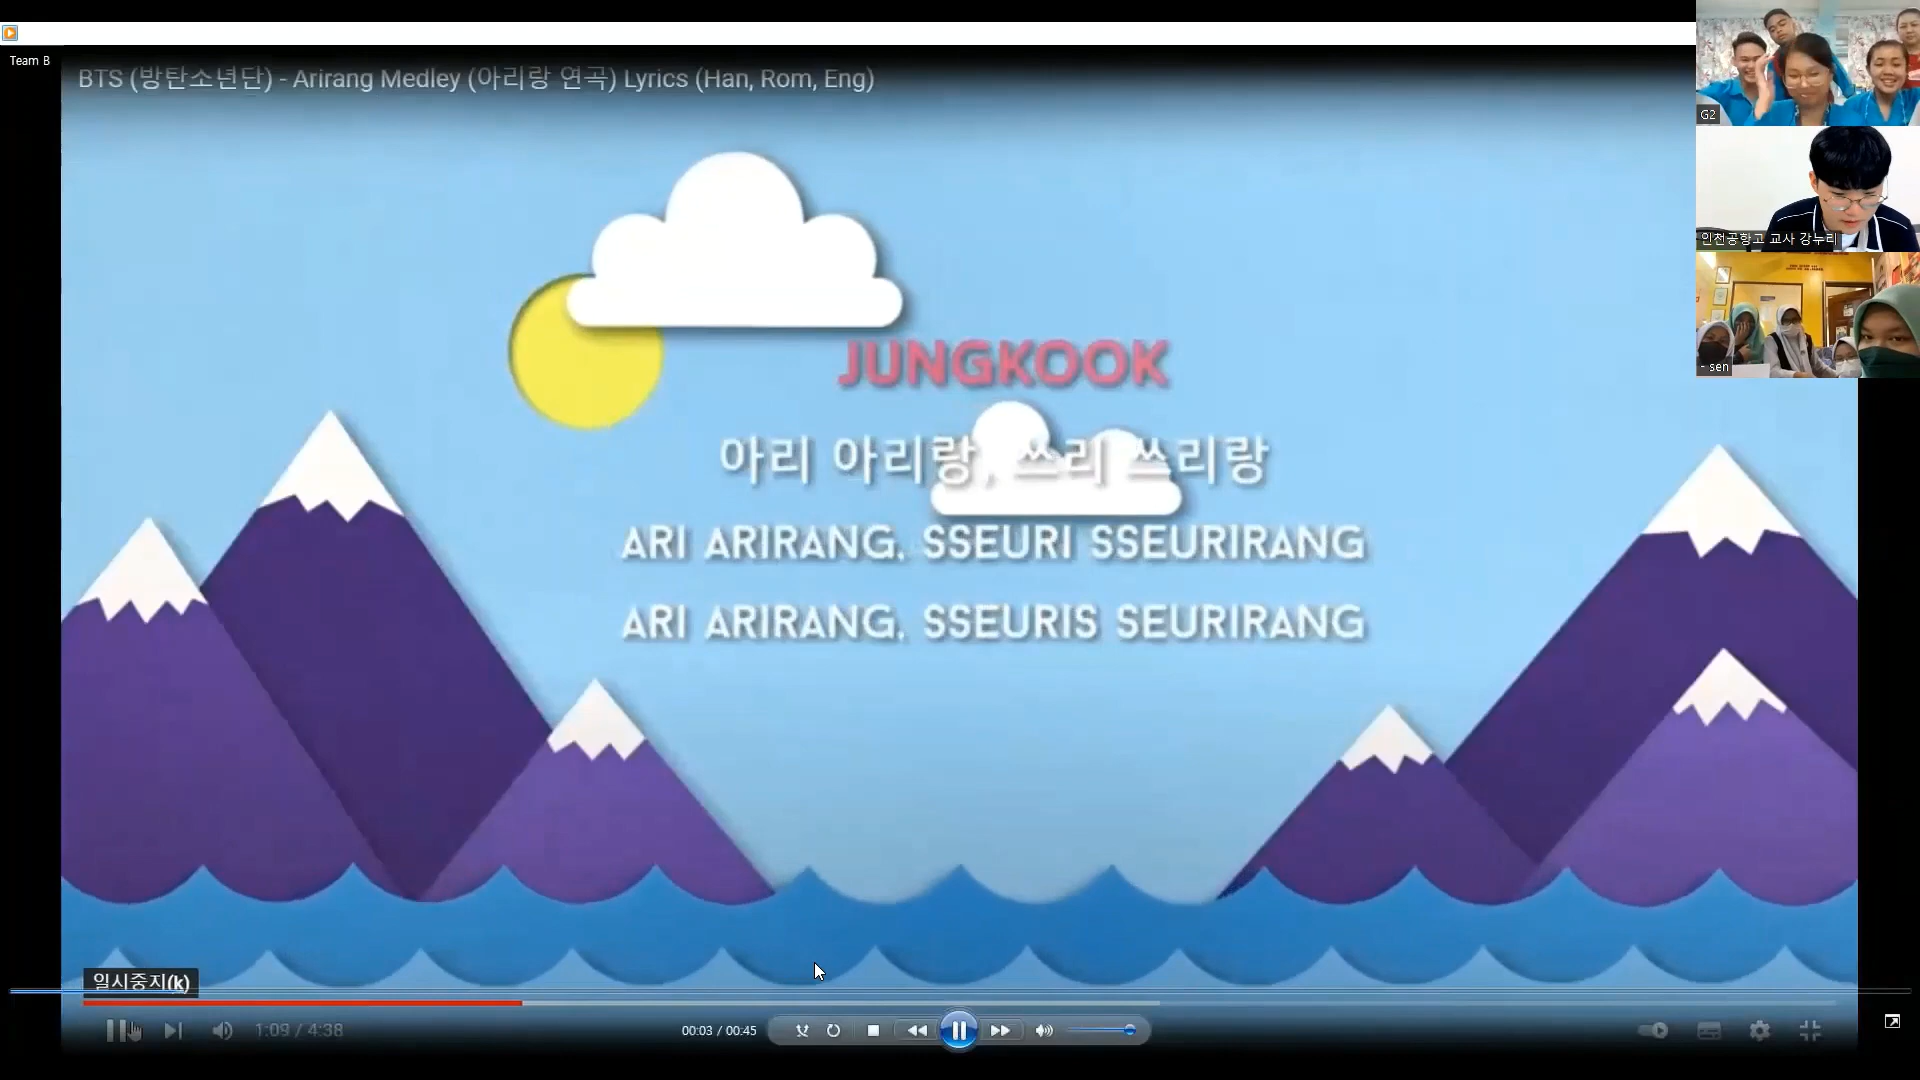 Team B
BTS (방탄소년단) - Arirang Medley (아리랑 연곡) Lyrics (Han, Rom, Eng)
G2
인천공항고 교사 강누리
- sen
JUNGKOOK
아리 아리랑, 쓰리 쓰리랑
ARI ARIRANG, SSEURI SSEURIRANG
ARI ARIRANG, SSEURIS SEURIRANG
일시중지(k)
1:09 / 4:38
00:03 / 00:45